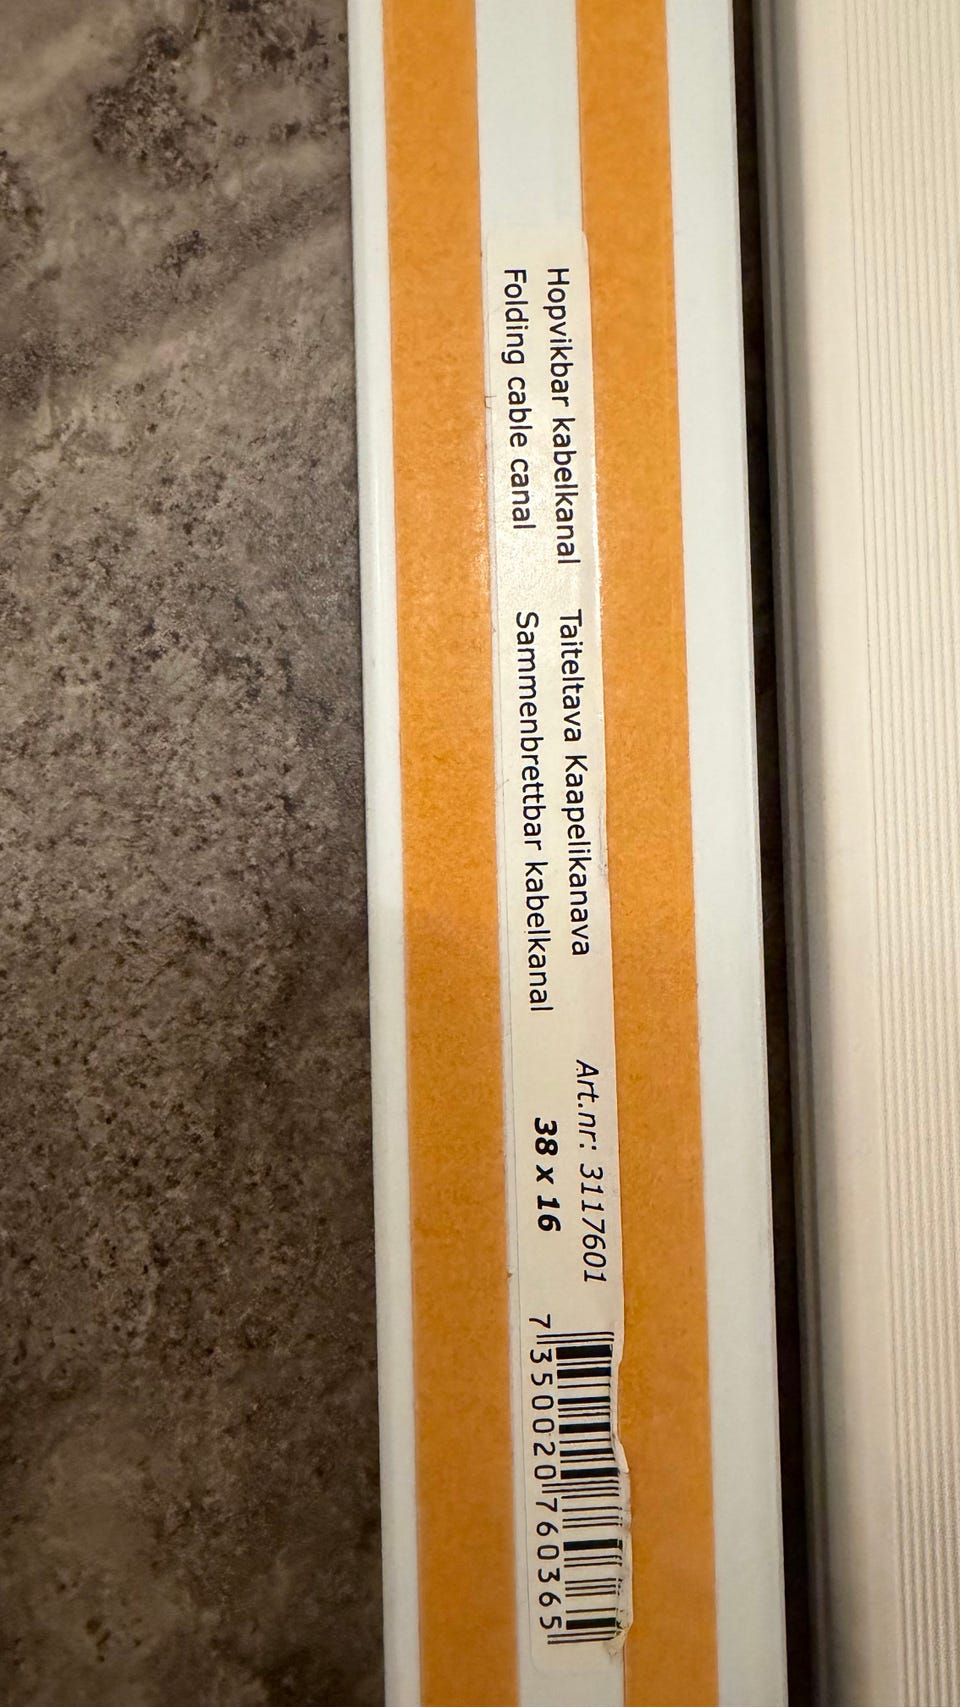 Hopvikbar kabelkanal
Folding cable canal
Taiteltava Kaapelikanava
Sammenbrettbar kabelkanal
Art.nr: 3117601
38 x 16
7 350020 760365